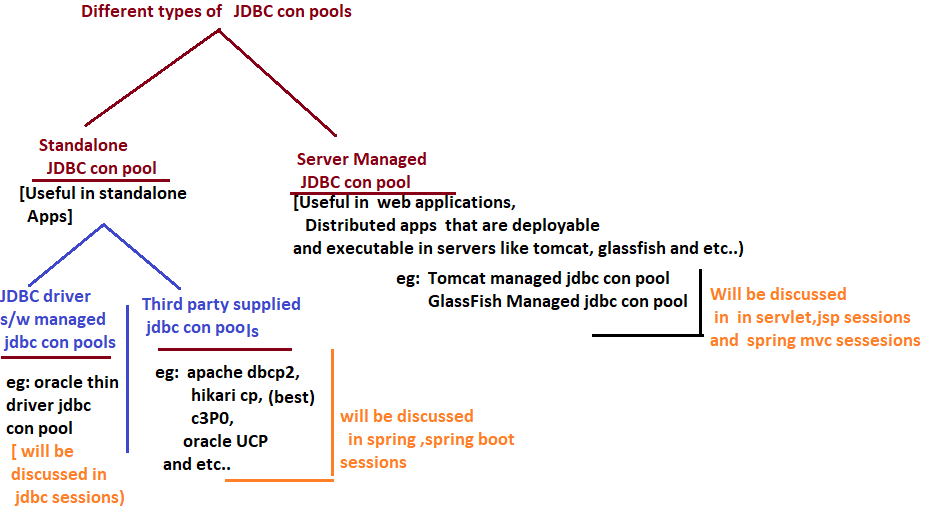 Different types of JDBC con pools
Standalone
JDBC con pool
[Useful in standalone
Apps]
Server Managed
JDBC con pool
[Useful in web applications,
Distributed apps that are deployable
and executable in servers like tomcat, glassfish and etc..)
eg: Tomcat managed jdbc con pool
GlassFish Managed jdbc con pool
Will be discussed
in in servlet,jsp sessions
and spring mvc sessesions
JDBC driver
s/w managed
jdbc con pools
eg: oracle thin
driver jdbc
con pool
[ will be
discussed in
jdbc sessions)
Third party supplied
jdbc con pools
eg: apache dbcp2,
hikari cp, (best)
c3P0,
oracle UCP
and etc..
will be discussed
in spring ,spring boot
sessions